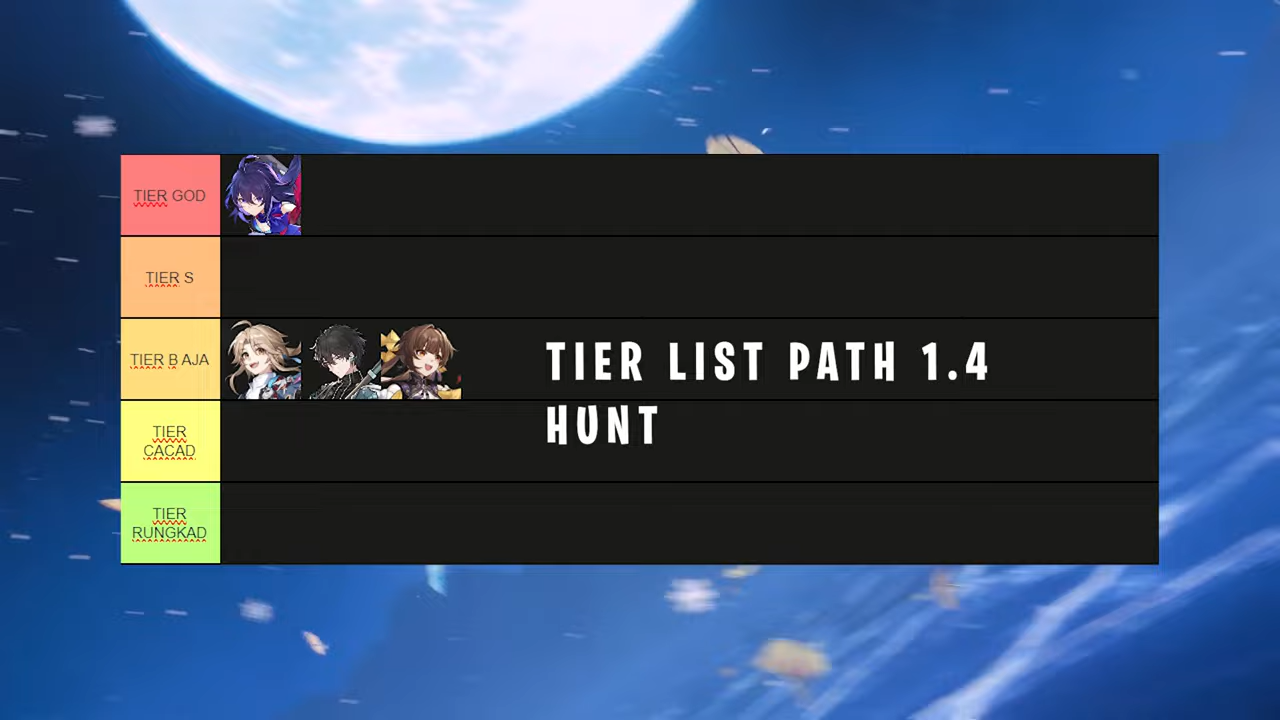 TIER GOD
TIER S
TIER B AJA
TIER LIST PATH 1.4
HUNT
TIER
CACAD
TIER
RUNGKAD